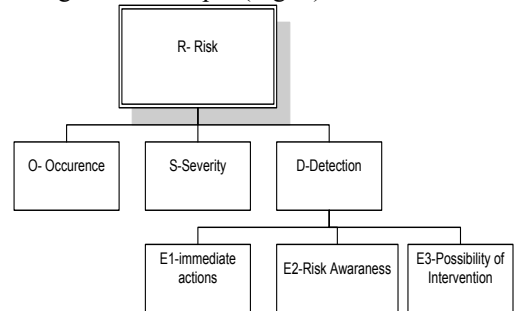 R- Risk
O- Occurence
S-Severity
D-Detection
E1-immediate
actions
E2-Risk Awaraness
E3-Possibility of
Intervention